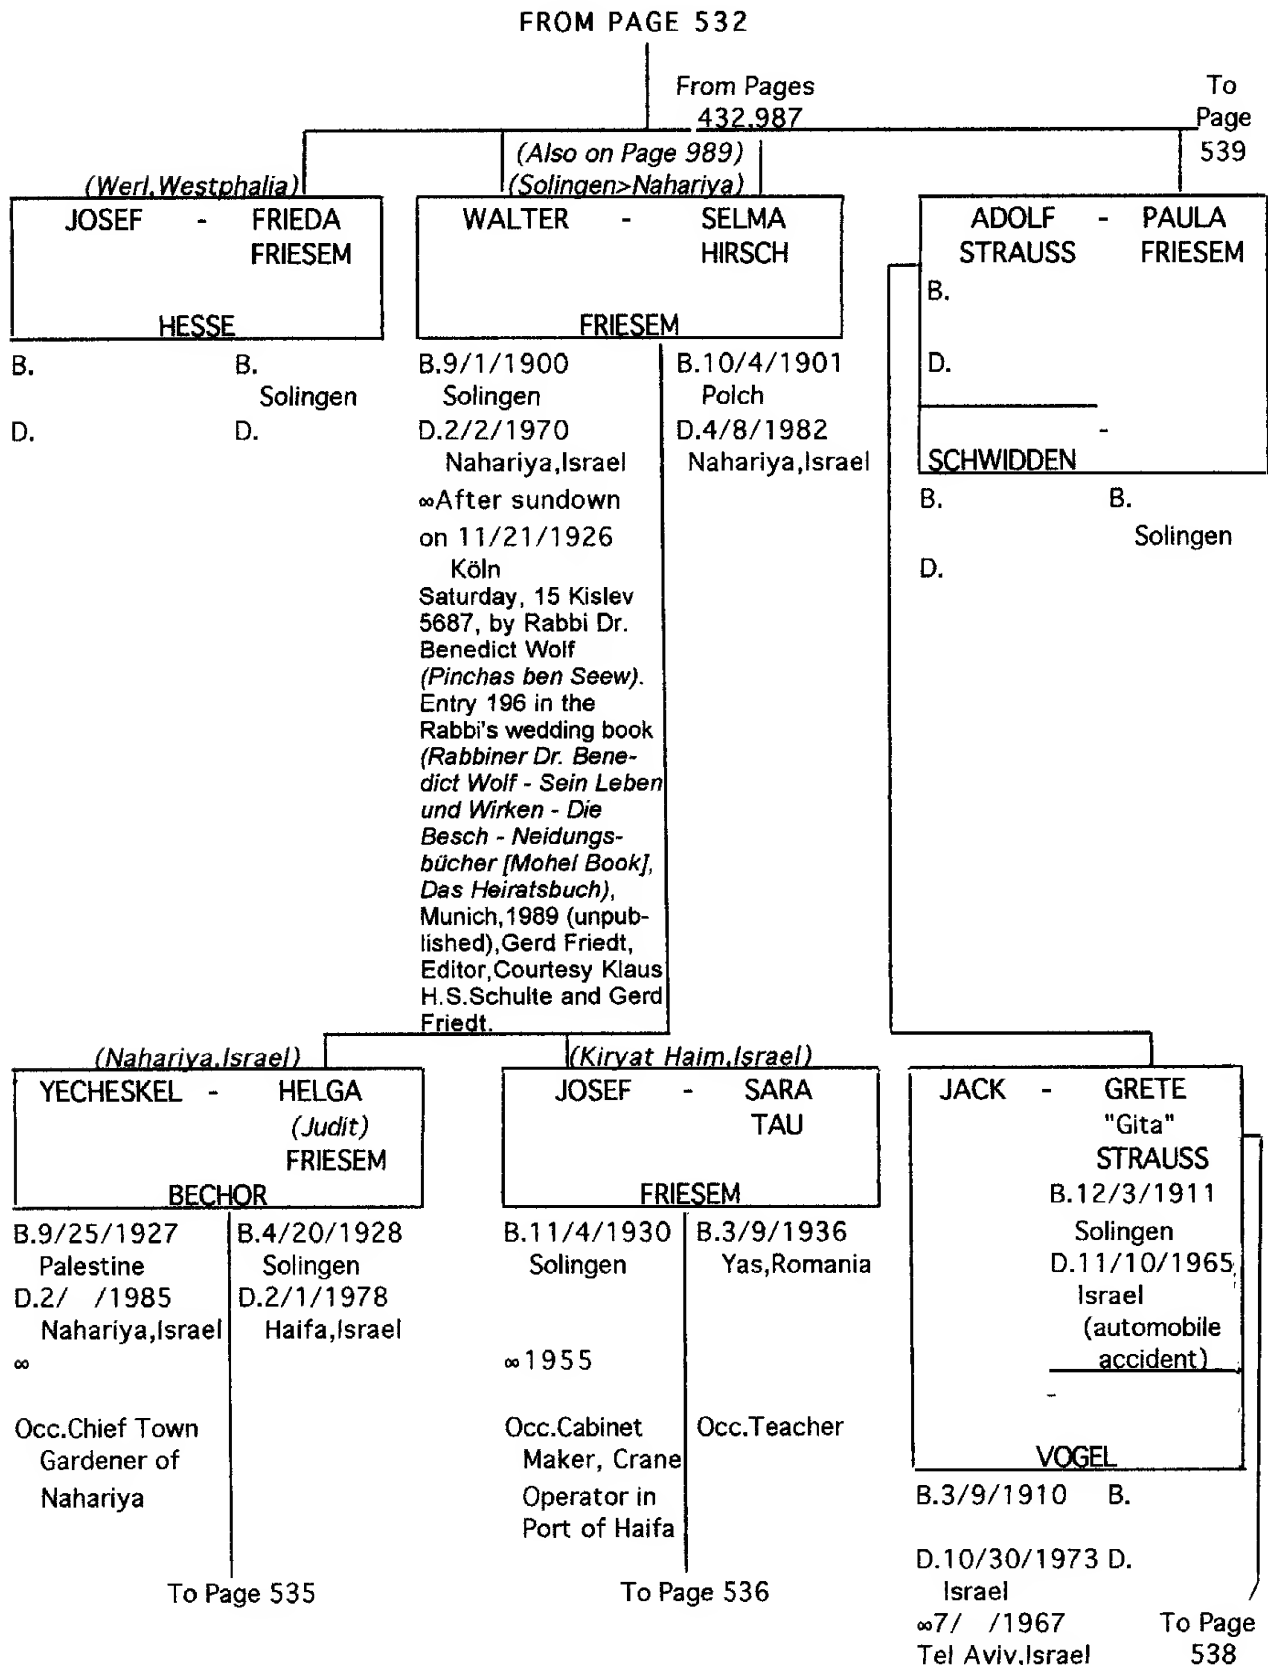 FROM PAGE 532
From Pages
432,987
To
Page
539
(Also on Page 989)
(Werl,Westphalia)
(Solingen>Nahariya)
JOSEF - FRIEDA
FRIESEM
HESSE
B.
B.
Solingen
D.
D.
WALTER - SELMA
HIRSCH
FRIESEM
B.9/1/1900
Solingen
D.2/2/1970
Nahariya,Israel
∞After sundown
on 11/21/1926
Köln
Saturday, 15 Kislev
5687, by Rabbi Dr.
Benedict Wolf
(Pinchas ben Seew).
Entry 196 in the
Rabbi's wedding book
(Rabbiner Dr. Bene-
dict Wolf - Sein Leben
und Wirken - Die
Besch - Neidungs-
bücher [Mohel Book],
Das Heiratsbuch),
Munich,1989 (unpub-
lished),Gerd Friedt,
Editor,Courtesy Klaus
H.S.Schulte and Gerd
Friedt.
B.10/4/1901
Polch
D.4/8/1982
Nahariya,Israel
ADOLF - PAULA
STRAUSS FRIESEM
B.
D.
-
SCHWIDDEN
B.
B.
Solingen
D.
(Nahariya,Israel)
YECHESKEL - HELGA
(Judit)
FRIESEM
BECHOR
B.9/25/1927
Palestine
D.2/ /1985
Nahariya,Israel
∞
Occ.Chief Town
Gardener of
Nahariya
B.4/20/1928
Solingen
D.2/1/1978
Haifa,Israel
To Page 535
(Kiryat Haim,Israel)
JOSEF - SARA
TAU
FRIESEM
B.11/4/1930
Solingen
∞1955
Occ.Cabinet
Maker, Crane
Operator in
Port of Haifa
B.3/9/1936
Yas,Romania
Occ.Teacher
To Page 536
JACK - GRETE
"Gita"
STRAUSS
B.12/3/1911
Solingen
D.11/10/1965
Israel
(automobile
accident)
-
VOGEL
B.3/9/1910 B.
D.10/30/1973 D.
Israel
∞7/ /1967
Tel Aviv,Israel
To Page
538